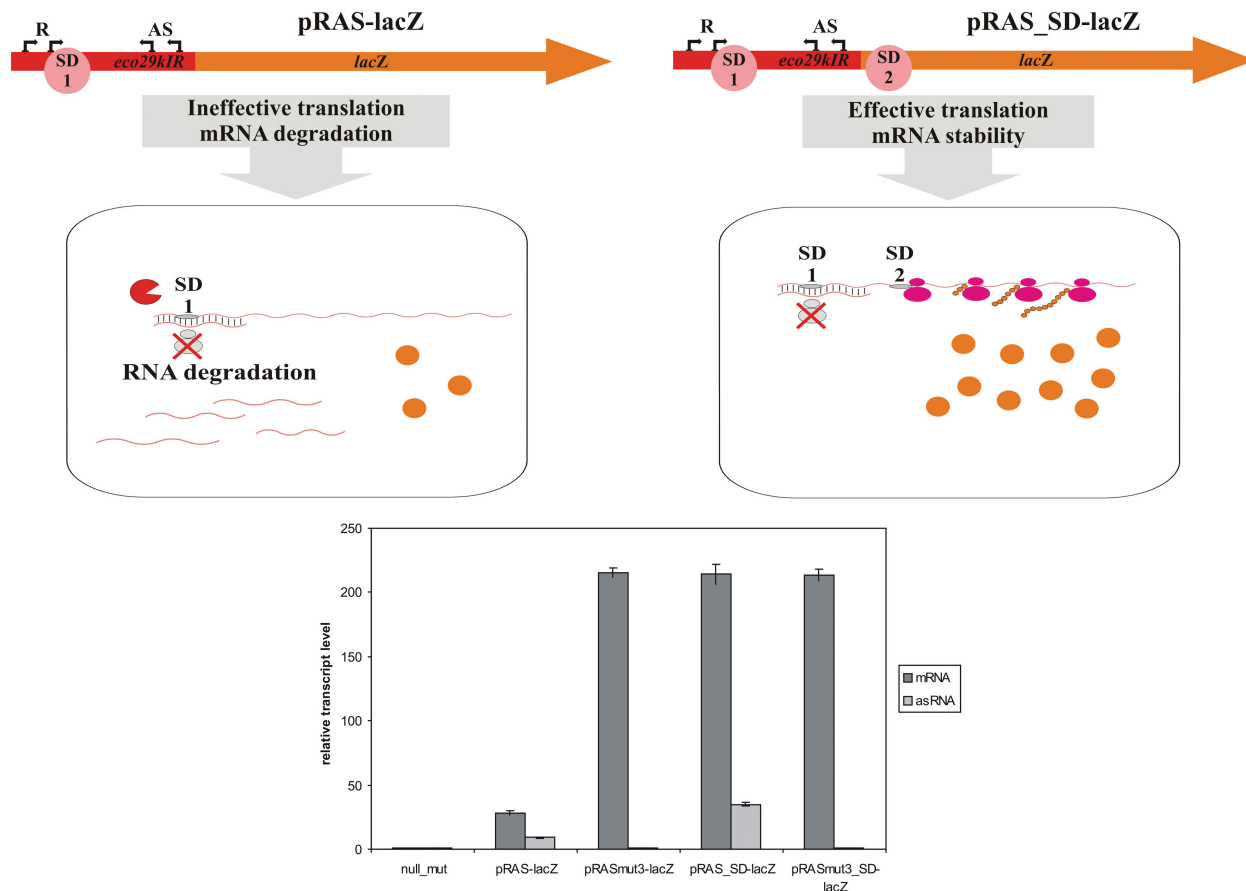 pRAS-lacZ
R
AS
SD
1
eco29kIR
lacZ
Ineffective translation
mRNA degradation
SD
1
RNA degradation
pRAS_SD-lacZ
R
AS
SD
1
eco29kIR
SD
2
lacZ
Effective translation
mRNA stability
SD
1
SD
2
relative transcript level
250
200
150
100
50
0
null_mut
pRAS-lacZ
pRASmut3-lacZ
pRAS_SD-lacZ
pRASmut3_SD-
lacZ
mRNA
asRNA